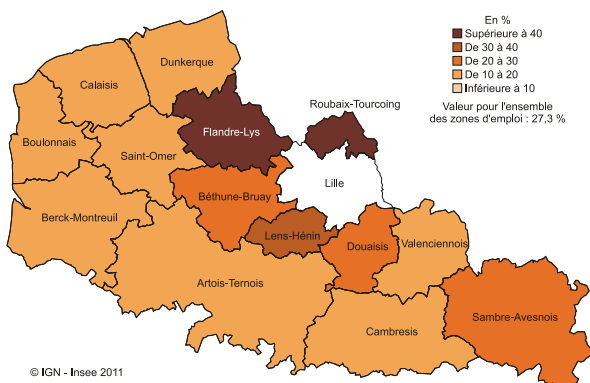 En %
Supérieure à 40
De 30 à 40
De 20 à 30
De 10 à 20
Inférieure à 10
Valeur pour l'ensemble
des zones d'emploi : 27,3 %
Dunkerque
Calaisis
Roubaix-Tourcoing
Flandre-Lys
Boulonnais
Saint-Omer
Lille
Béthune-Bruay
Berck-Montreuil
Lens-Hénin
Douaisis
Valenciennois
Artois-Ternois
Sambre-Avesnois
Cambresis
© IGN - Insee 2011